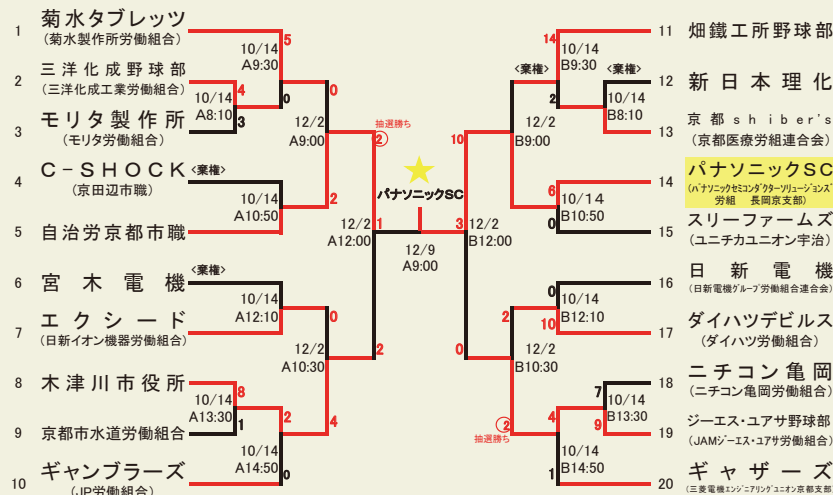 1 菊水タブレッツ
(菊水製作所労働組合)
2 三洋化成野球部
(三洋化成工業労働組合)
3 モリタ製作所
(モリタ労働組合)
4 C-SHOCK <棄権>
(京田辺市職)
5 自治労京都市職
6 宮木電機 <棄権>
7 エクシード
(日新イオン機器労働組合)
8 木津川市役所
9 京都市水道労働組合
10 ギャンブラーズ
(JP労働組合)
5
10/14
A9:30
0
4
10/14
A8:10
3
0
12/2
A9:00
2
10/14
A10:50
抽選勝ち
2
1
12/2
A12:00
2
10/14
A12:10
0
12/2
A10:30
4
8
10/14
A13:30
1
2
10/14
A14:50
0
パナソニックSC
12/9
A9:00
3
12/2
B12:00
0
10
14
10/14
B9:30
2
<棄権>
<棄権>
10/14
B8:10
12/2
B9:00
6
10/14
B10:50
0
0
10/14
B12:10
10
2
12/2
B10:30
2
抽選勝ち
7
10/14
B13:30
9
4
10/14
B14:50
1
11 畑鐵工所野球部
12 新日本理化
13 京都shiber's
(京都医療労組連合会)
14 パナソニックSC
(パナソニックセミコンダクターソリューションズ
労組 長岡京支部)
15 スリーファームズ
(ユニチカユニオン宇治)
16 日新電機
(日新電機グループ労働組合連合会)
17 ダイハツデビルス
(ダイハツ労働組合)
18 ニチコン亀岡
(ニチコン亀岡労働組合)
19 ジーエス・ユアサ野球部
(JAMジーエス・ユアサ労働組合)
20 ギャザーズ
(三菱電機エンジニアリングユニオン京都支部)